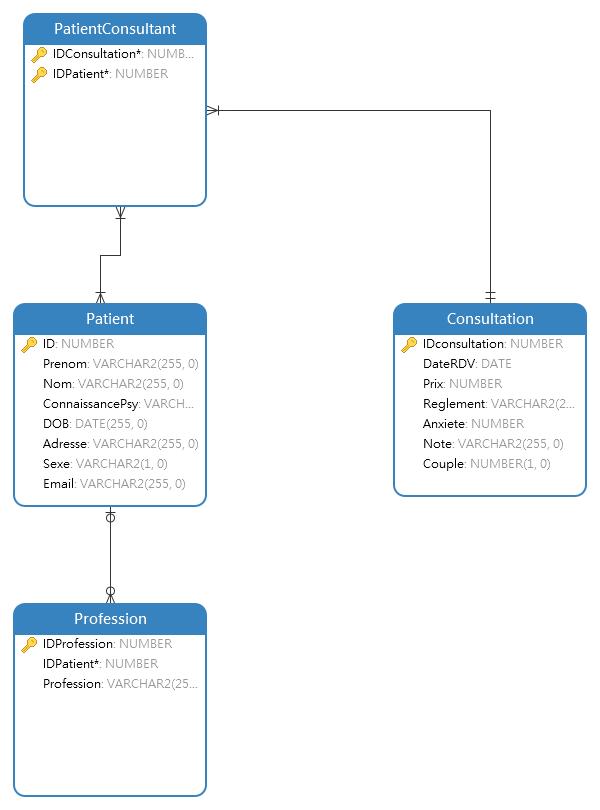 PatientConsultant
IDConsultation*: NUMB...
IDPatient*: NUMBER
Patient
ID: NUMBER
Prenom: VARCHAR2(255, 0)
Nom: VARCHAR2(255, 0)
ConnaissancePsy: VARCH...
DOB: DATE(255, 0)
Adresse: VARCHAR2(255, 0)
Sexe: VARCHAR2(1, 0)
Email: VARCHAR2(255, 0)
Consultation
IDconsultation: NUMBER
DateRDV: DATE
Prix: NUMBER
Reglement: VARCHAR2(2...
Anxiete: NUMBER
Note: VARCHAR2(255, 0)
Couple: NUMBER(1, 0)
Profession
IDProfession: NUMBER
IDPatient*: NUMBER
Profession: VARCHAR2(25...